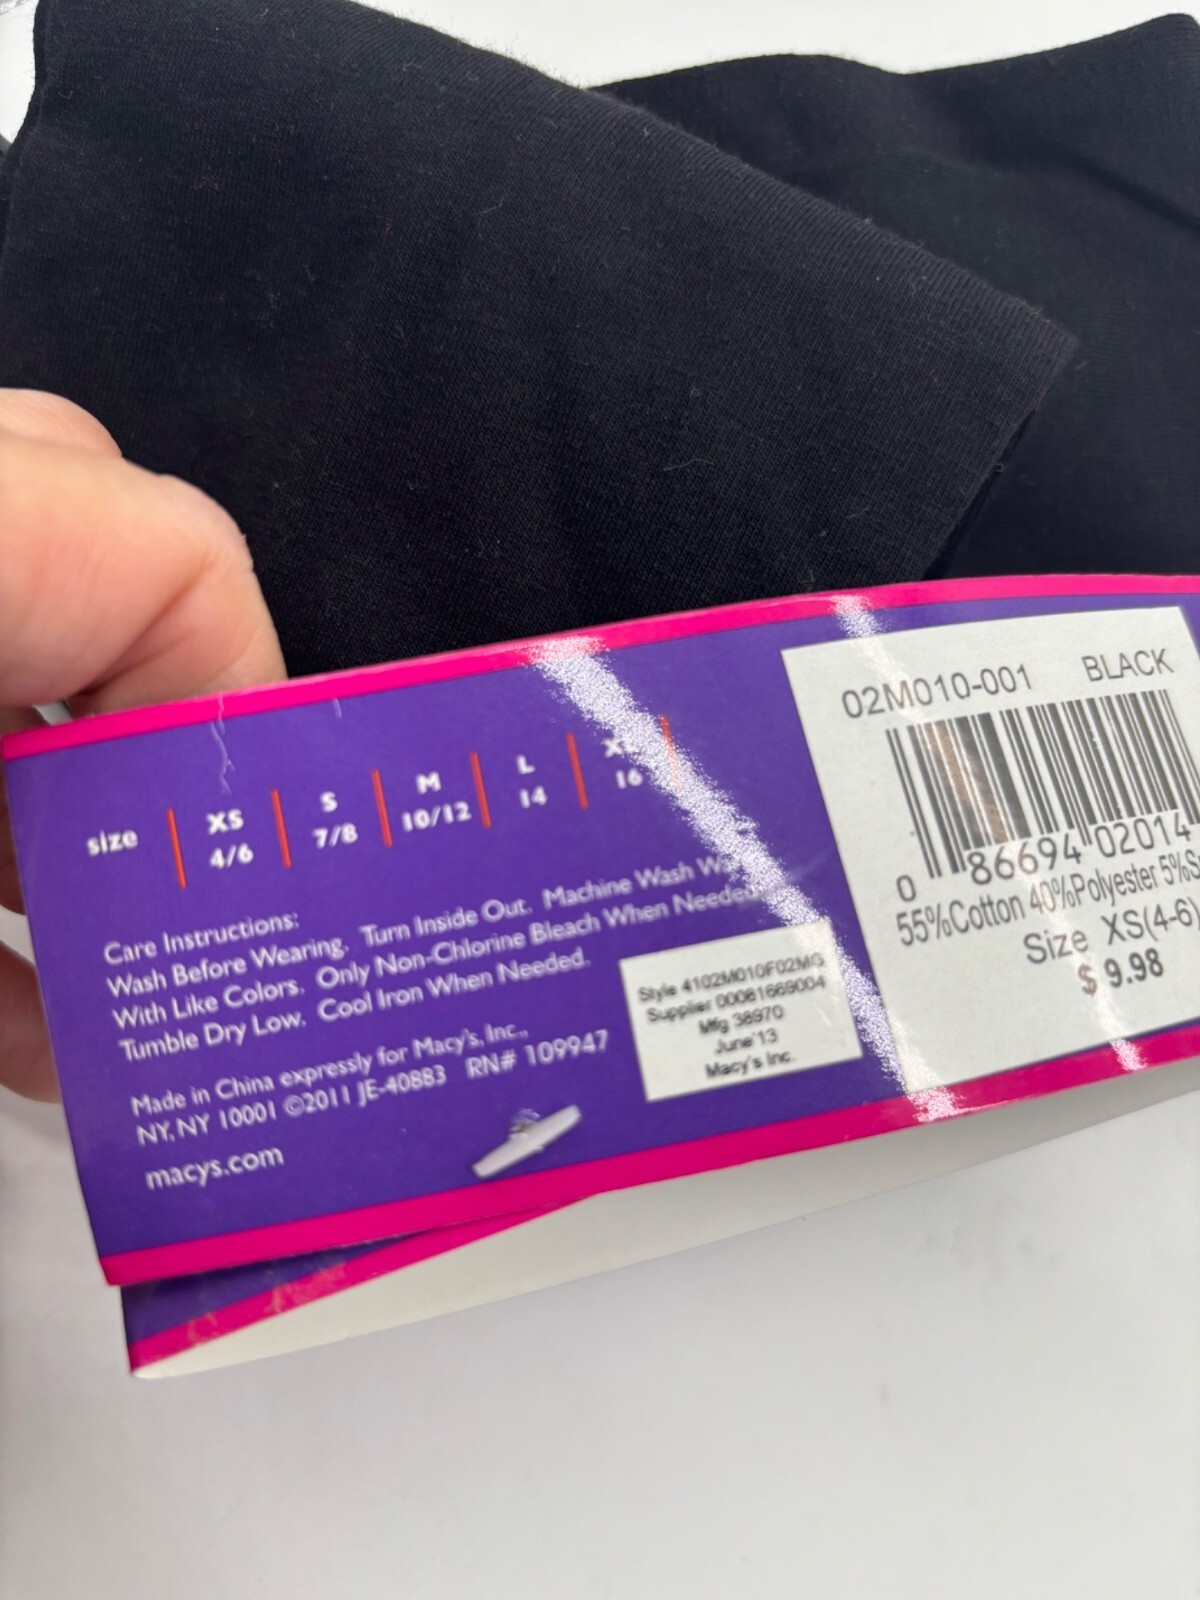 size
XS S M L
4/6 7/8 10/12 14 16
Care Instructions:
Wash Before Wearing. Turn Inside Out. Machine Wash
With Like Colors. Only Non-Chlorine Bleach When Needed
Tumble Dry Low. Cool Iron When Needed.
Made in China expressly for Macy's, Inc.,
NY, NY 10001 ©2011 JE-40883 RN# 109947
macys.com
Style 4102M010F02MG
Supplier 00081669004
Mfg 38970
June'13
Macy's Inc.
02M010-001 BLACK
0 86694 02014
55%Cotton 40%Polyester 5%S
Size XS(4-6)
$ 9.98